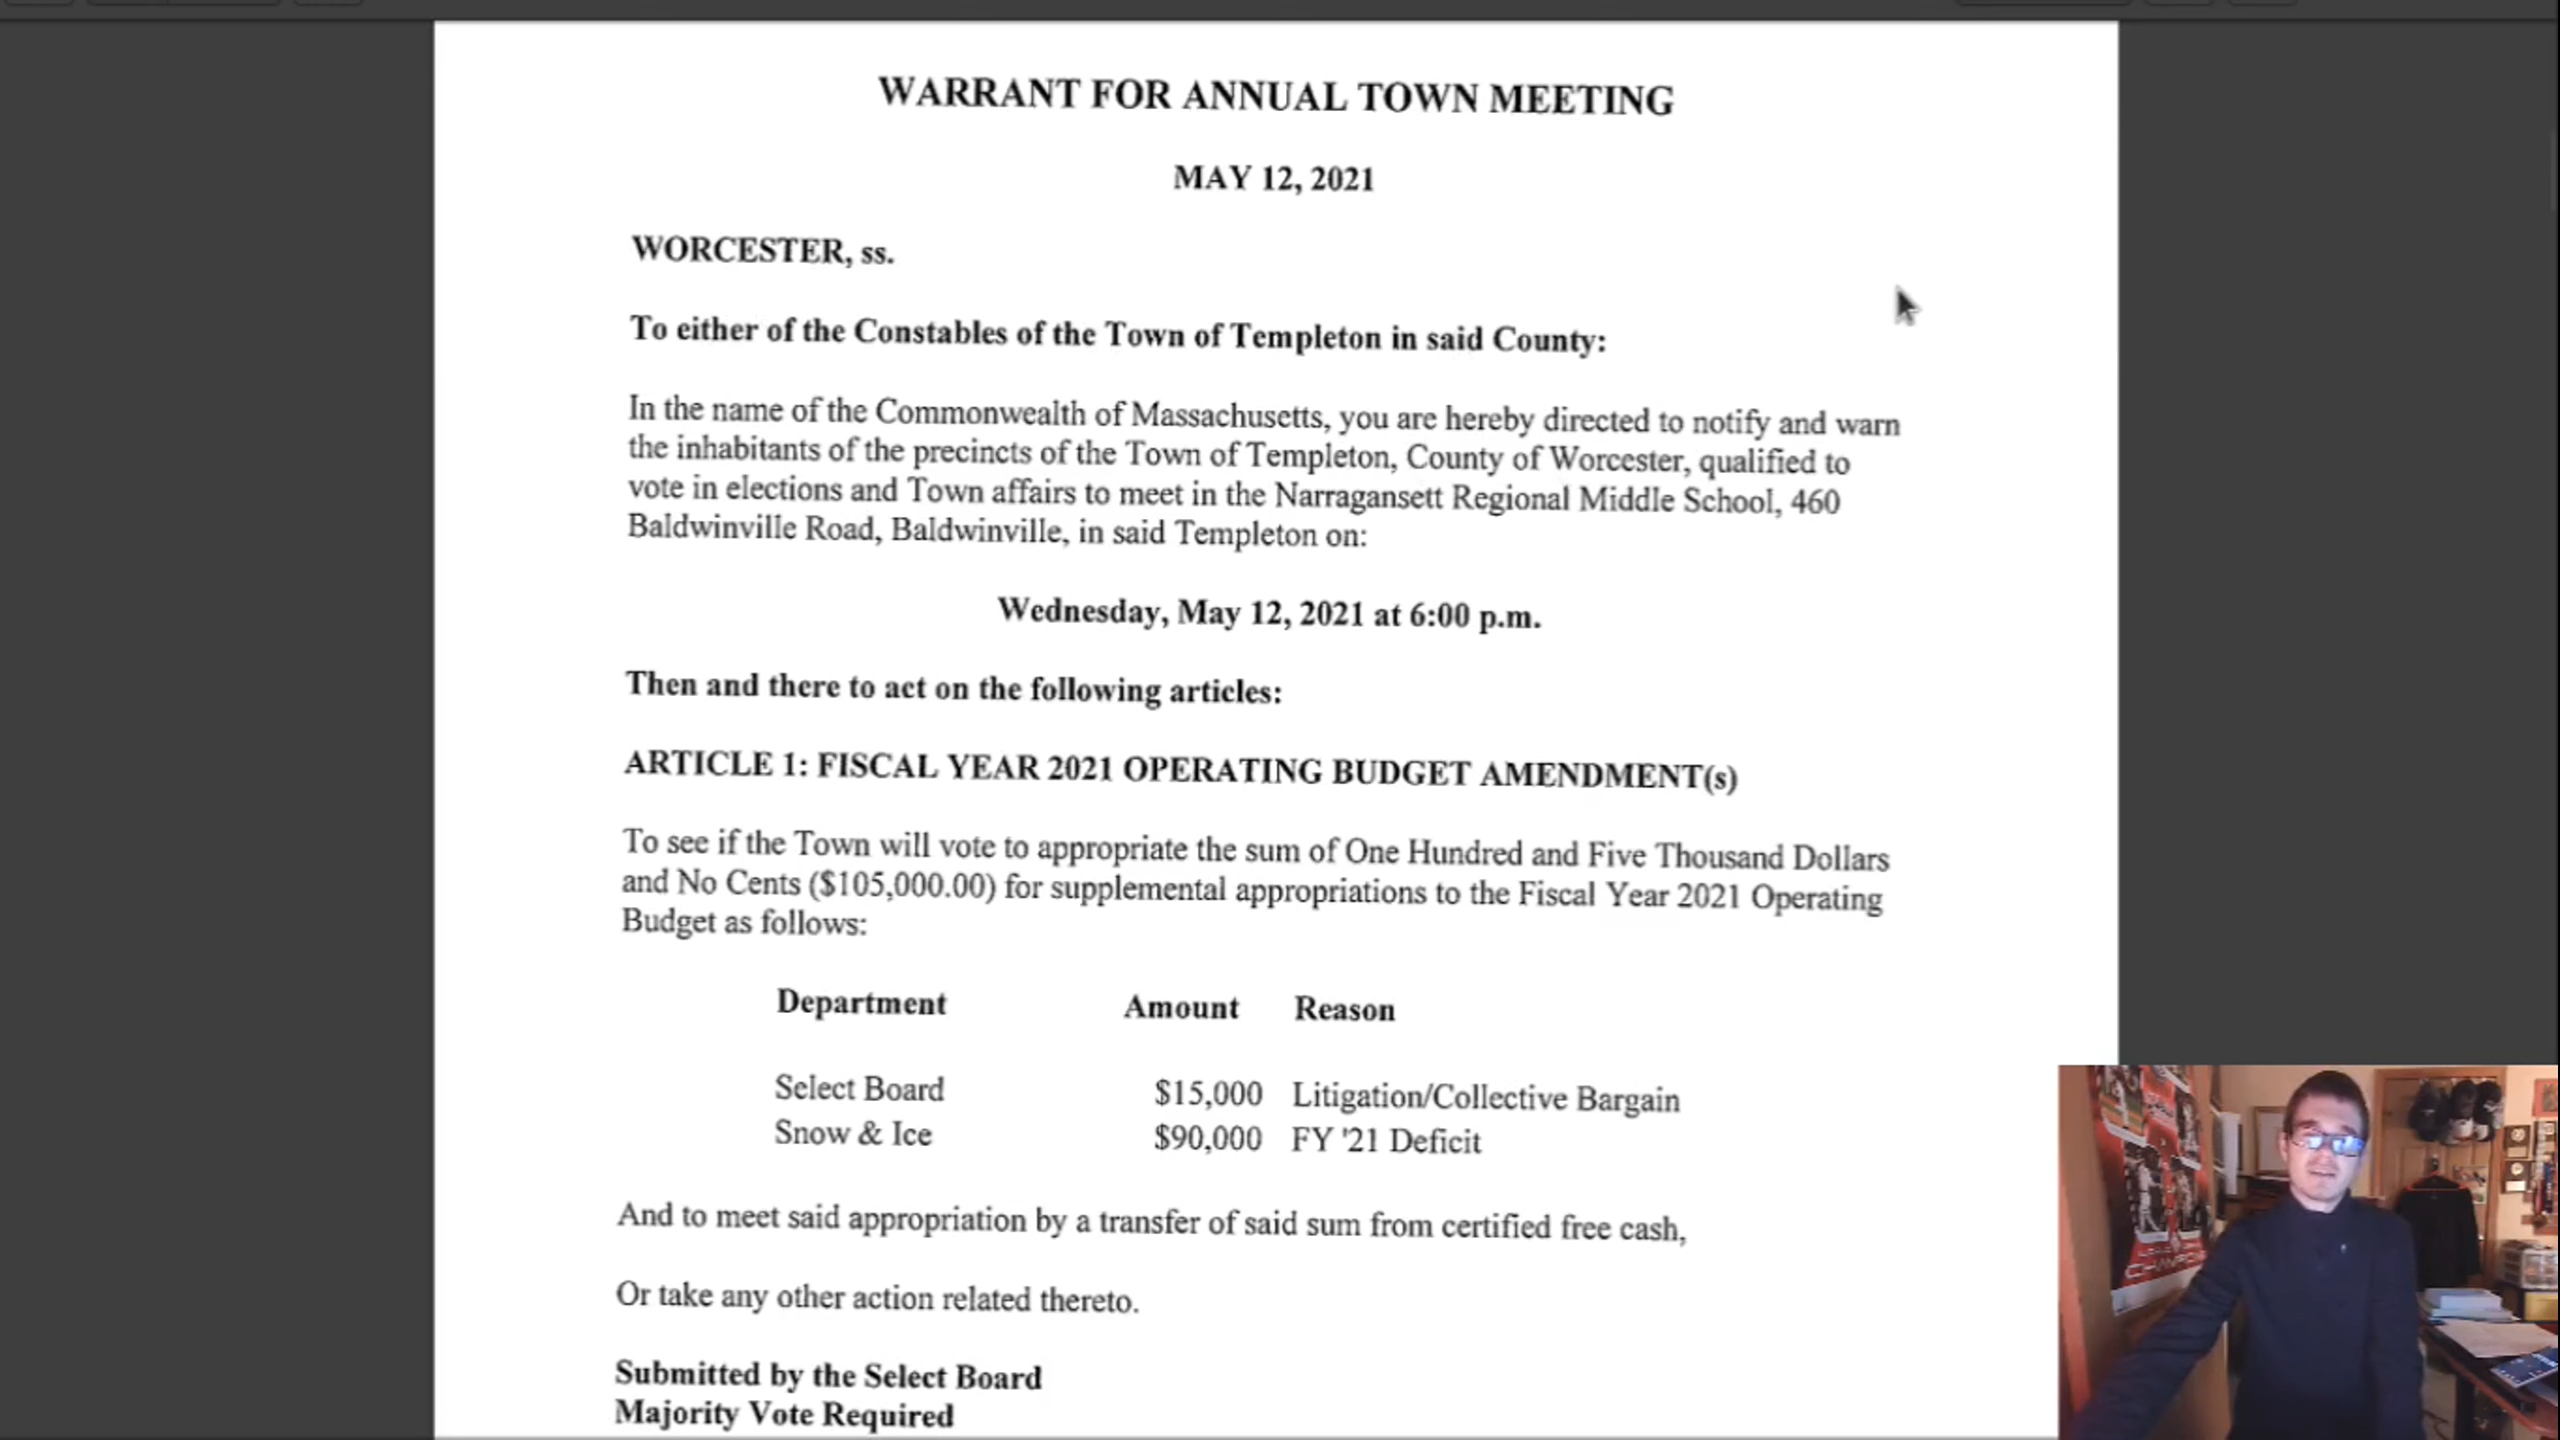 WARRANT FOR ANNUAL TOWN MEETING
MAY 12, 2021
WORCESTER, ss.
To either of the Constables of the Town of Templeton in said County:
In the name of the Commonwealth of Massachusetts, you are hereby directed to notify and warn
the inhabitants of the precincts of the Town of Templeton, County of Worcester, qualified to
vote in elections and Town affairs to meet in the Narragansett Regional Middle School, 460
Baldwinville Road, Baldwinville, in said Templeton on:
Wednesday, May 12, 2021 at 6:00 p.m.
Then and there to act on the following articles:
ARTICLE 1: FISCAL YEAR 2021 OPERATING BUDGET AMENDMENT(s)
To see if the Town will vote to appropriate the sum of One Hundred and Five Thousand Dollars
and No Cents ($105,000.00) for supplemental appropriations to the Fiscal Year 2021 Operating
Budget as follows:
Department Amount Reason
Select Board $15,000 Litigation/Collective Bargain
Snow & Ice $90,000 FY '21 Deficit
And to meet said appropriation by a transfer of said sum from certified free cash,
Or take any other action related thereto.
Submitted by the Select Board
Majority Vote Required